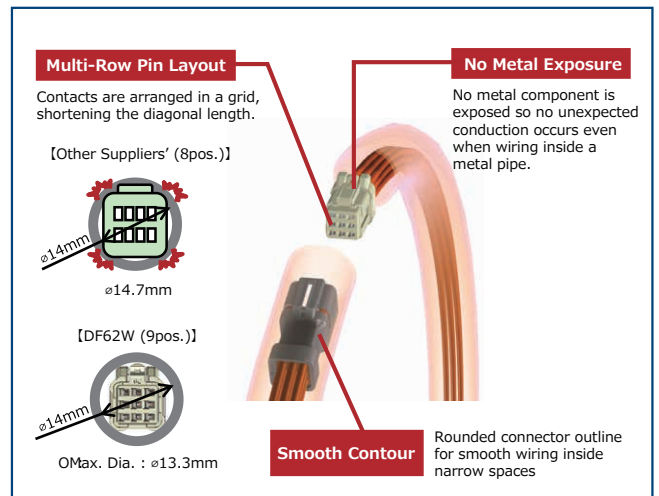 Multi-Row Pin Layout
Contacts are arranged in a grid,
shortening the diagonal length.
【Other Suppliers' (8pos.)】
⌀14mm
⌀14.7mm
【DF62W (9pos.)】
⌀14mm
OMax. Dia. : ⌀13.3mm
No Metal Exposure
No metal component is
exposed so no unexpected
conduction occurs even
when wiring inside a
metal pipe.
Smooth Contour
Rounded connector outline
for smooth wiring inside
narrow spaces